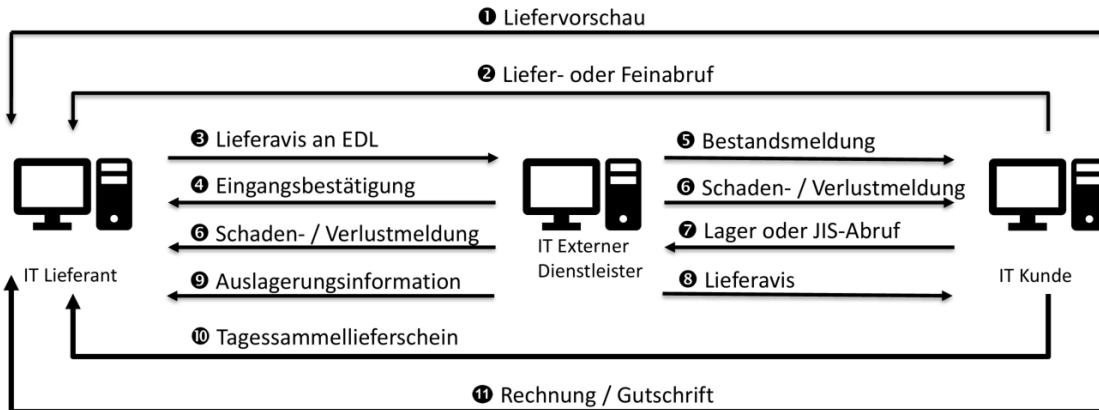 ❶ Liefervorschau
❷ Liefer- oder Feinabruf
❸ Lieferavis an EDL
❺ Bestandsmeldung
❹ Eingangsbestätigung
❻ Schaden- / Verlustmeldung
❻ Schaden- / Verlustmeldung
❼ Lager oder JIS-Abruf
IT Externer
Dienstleister
IT Lieferant
❾ Auslagerungsinformation
❽ Lieferavis
IT Kunde
❿ Tagessammellieferschein
⓫ Rechnung / Gutschrift